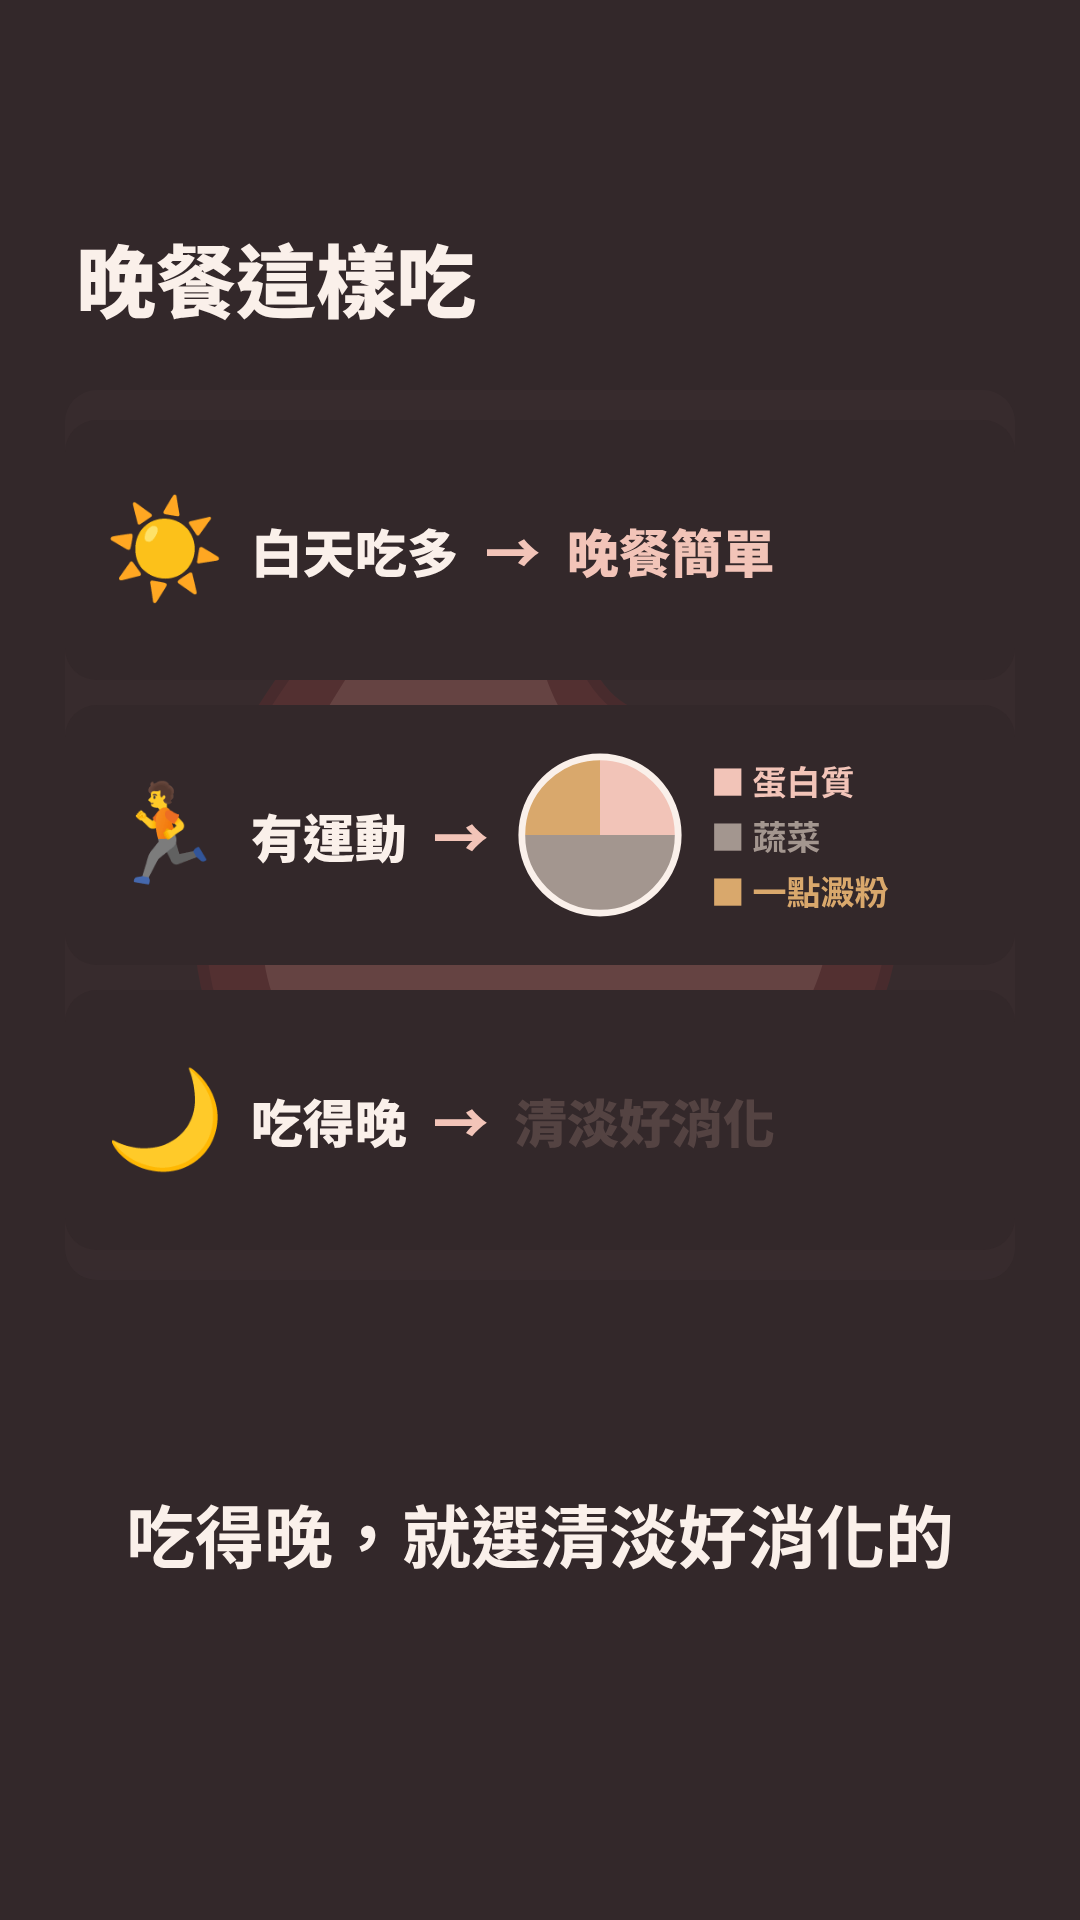 晚餐這樣吃
白天吃多 → 晚餐簡單
有運動 →
蛋白質
蔬菜
一點澱粉
吃得晚 → 清淡好消化
吃得晚，就選清淡好消化的